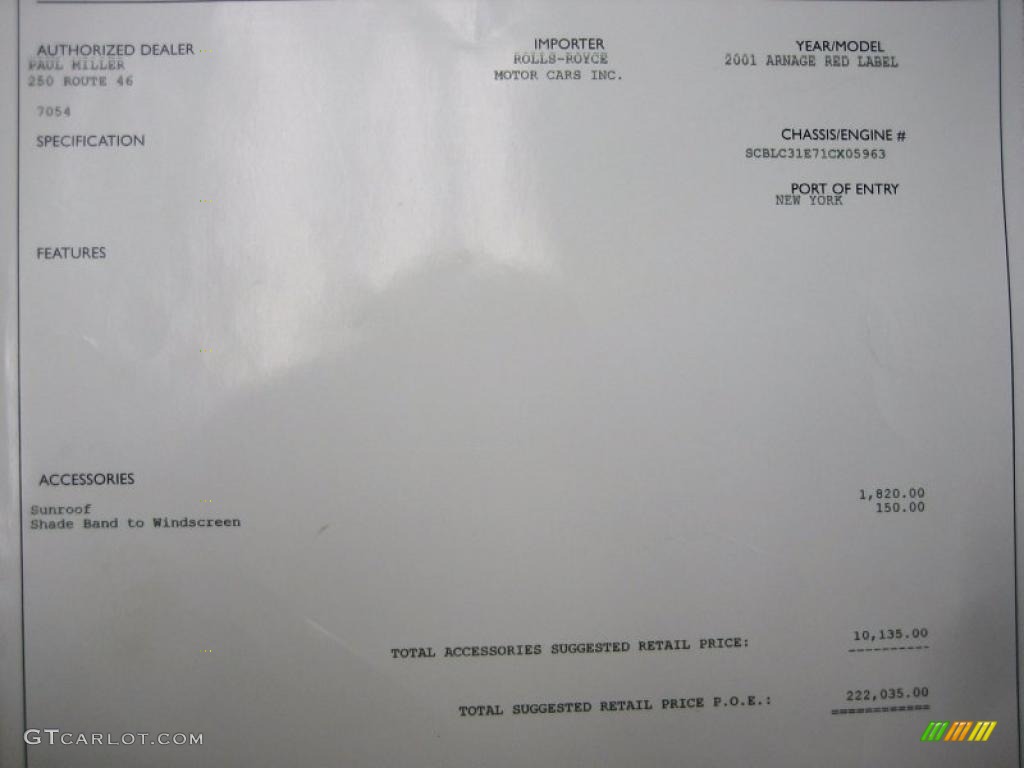 AUTHORIZED DEALER
PAUL MILLER
250 ROUTE 46
7054
IMPORTER
ROLLS-ROYCE
MOTOR CARS INC.
YEAR/MODEL
2001 ARNAGE RED LABEL
SPECIFICATION
CHASSIS/ENGINE #
SCBLC31E71CX05963
PORT OF ENTRY
NEW YORK
FEATURES
ACCESSORIES
Sunroof 1,820.00
Shade Band to Windscreen 150.00
TOTAL ACCESSORIES SUGGESTED RETAIL PRICE: 10,135.00
TOTAL SUGGESTED RETAIL PRICE P.O.E.: 222,035.00
GTCARLOT.COM